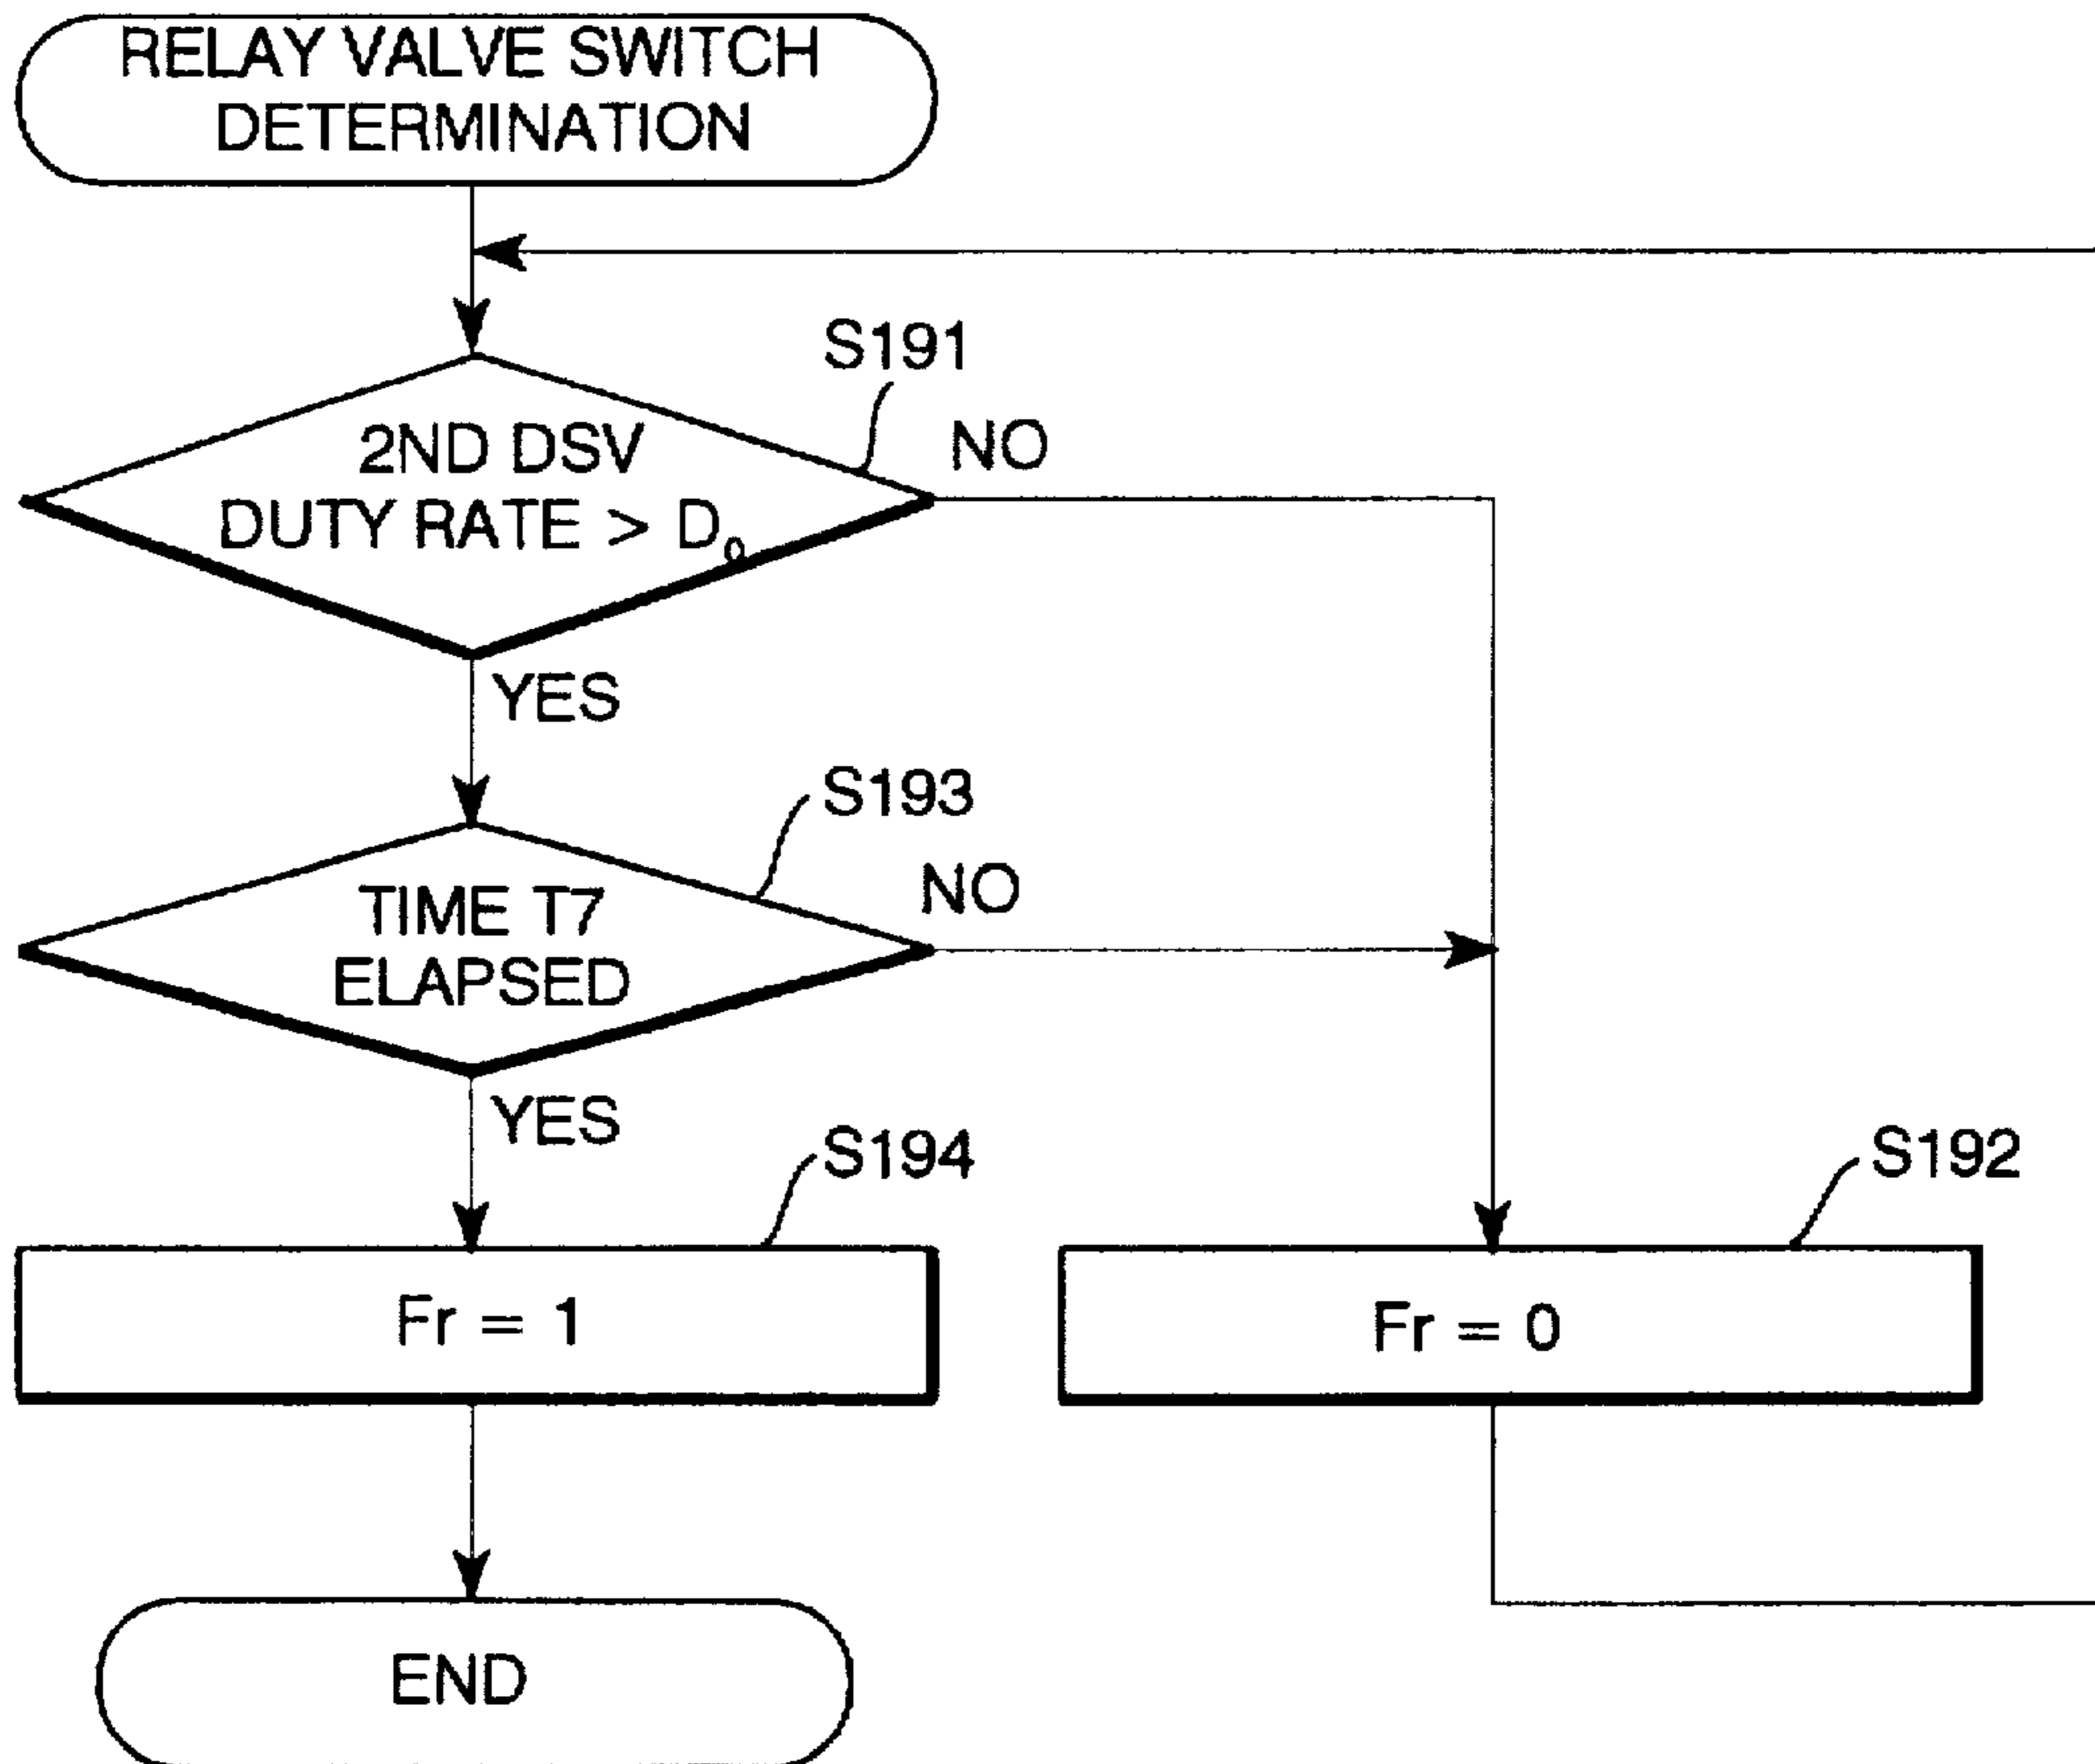 RELAY VALVE SWITCH
DETERMINATION
S191
2ND DSV
DUTY RATE > D₀
NO
YES
S193
TIME T7
ELAPSED
NO
YES
S194
Fr = 1
S192
Fr = 0
END